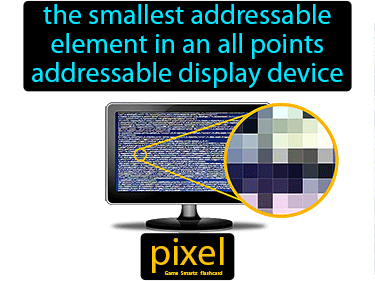 the smallest addressable
element in an all points
addressable display device
pixel
Game Smartz flashcard